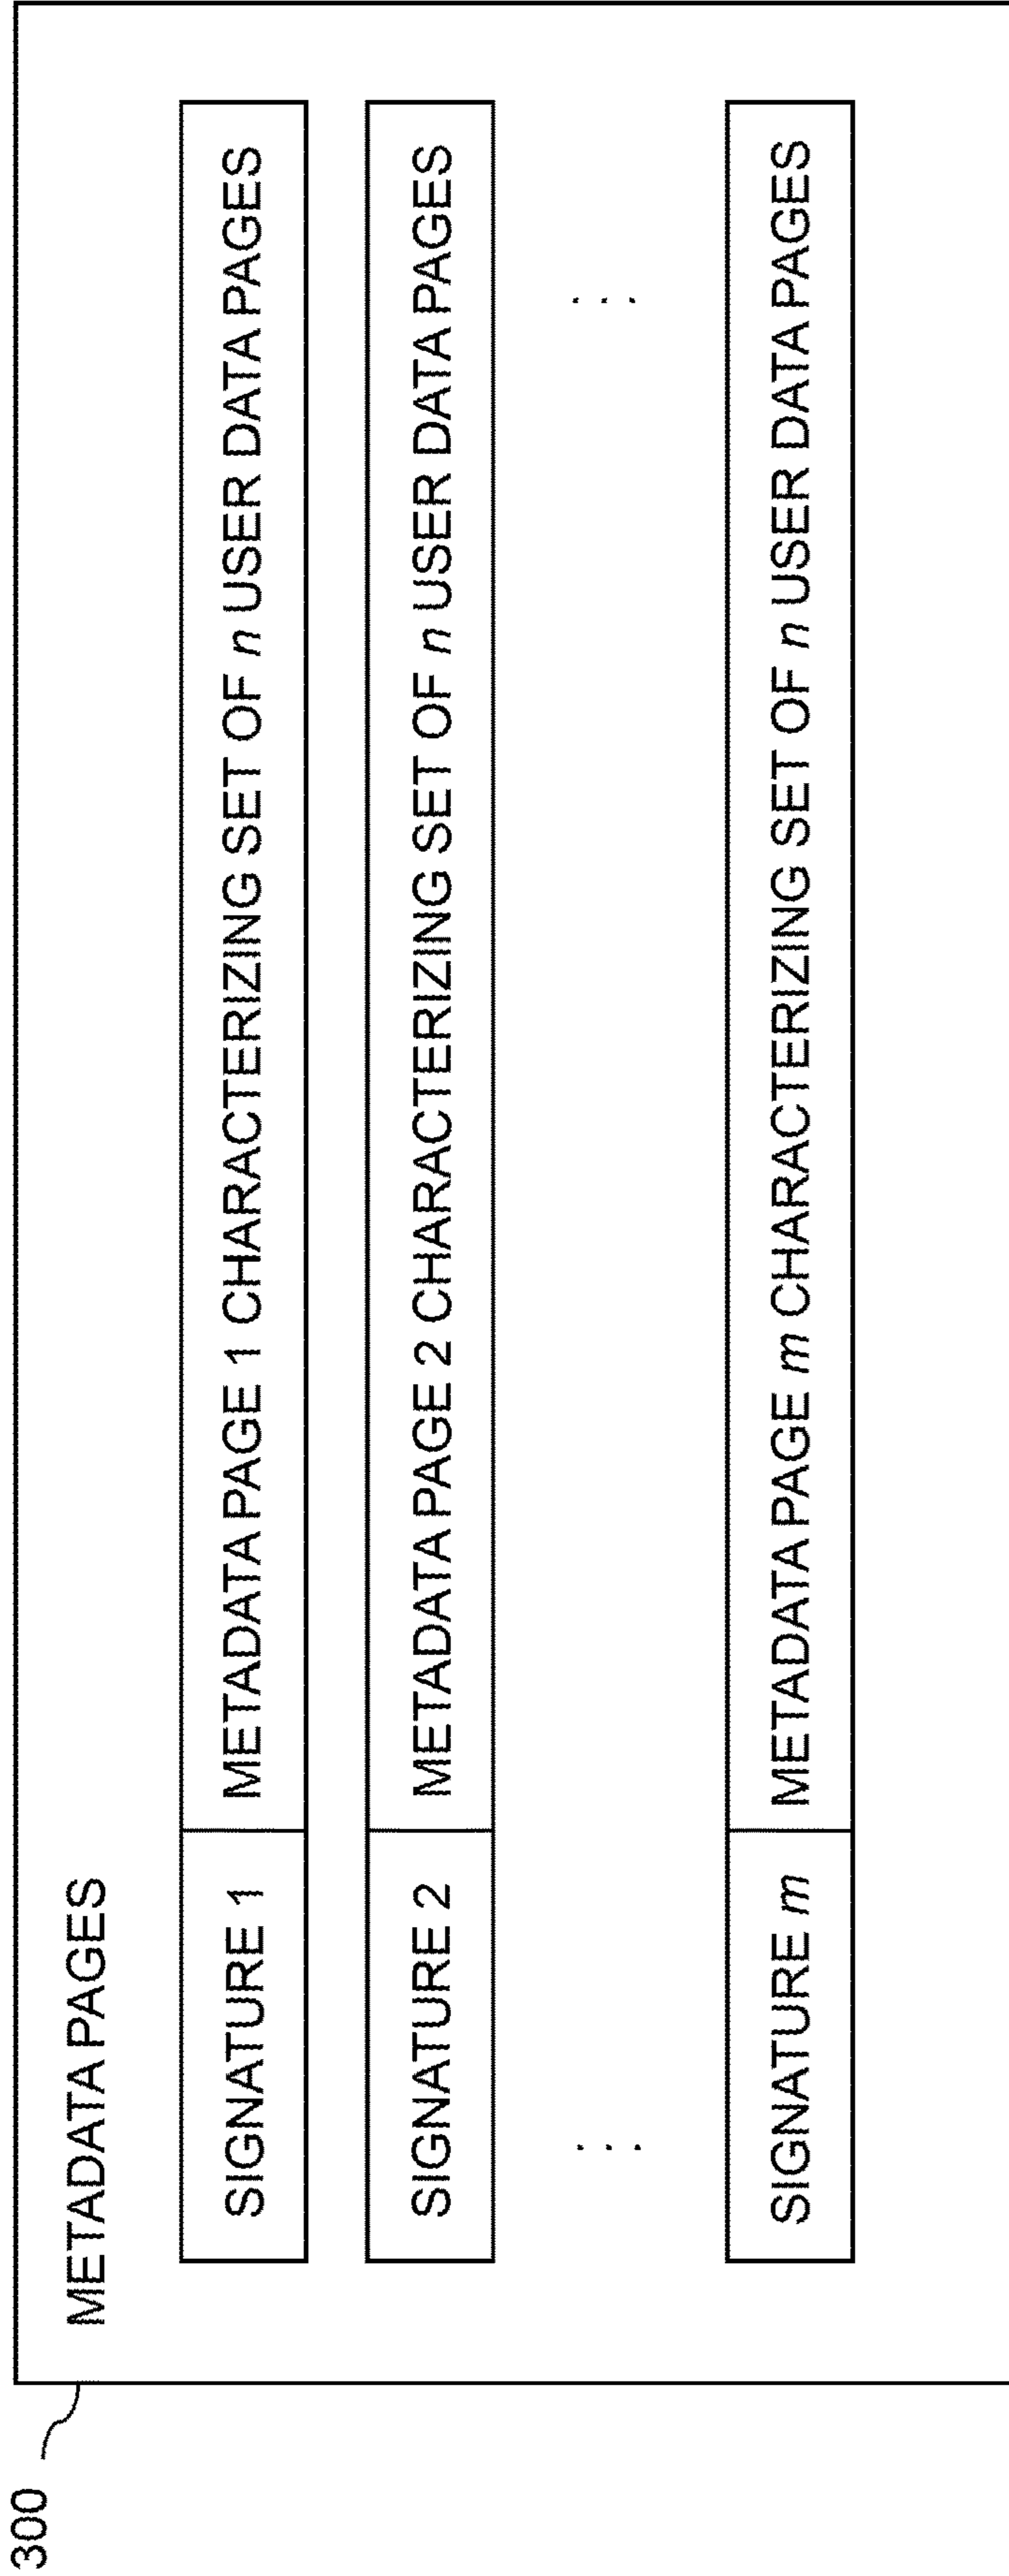 300
METADATA PAGES
SIGNATURE 1 METADATA PAGE 1 CHARACTERIZING SET OF n USER DATA PAGES
SIGNATURE 2 METADATA PAGE 2 CHARACTERIZING SET OF n USER DATA PAGES
. . . . . .
SIGNATURE m METADATA PAGE m CHARACTERIZING SET OF n USER DATA PAGES